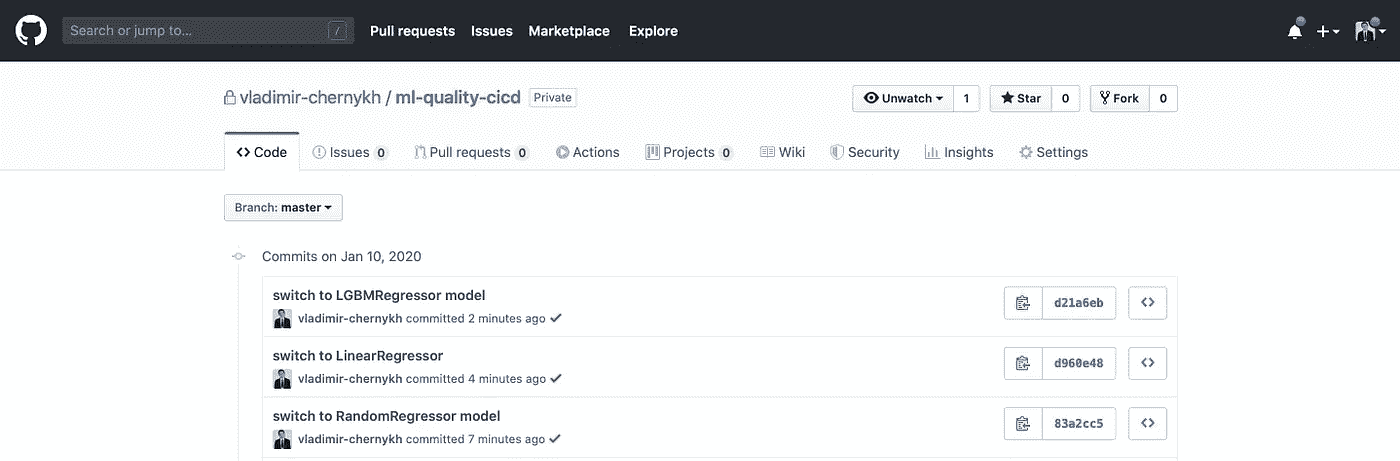 Search or jump to... / Pull requests Issues Marketplace Explore
vladimir-chernykh / ml-quality-cicd Private Unwatch 1 Star 0 Fork 0
Code Issues 0 Pull requests 0 Actions Projects 0 Wiki Security Insights Settings
Branch: master
Commits on Jan 10, 2020
switch to LGBMRegressor model
d21a6eb
vladimir-chernykh committed 2 minutes ago
switch to LinearRegressor
d960e48
vladimir-chernykh committed 4 minutes ago
switch to RandomRegressor model
83a2cc5
vladimir-chernykh committed 7 minutes ago